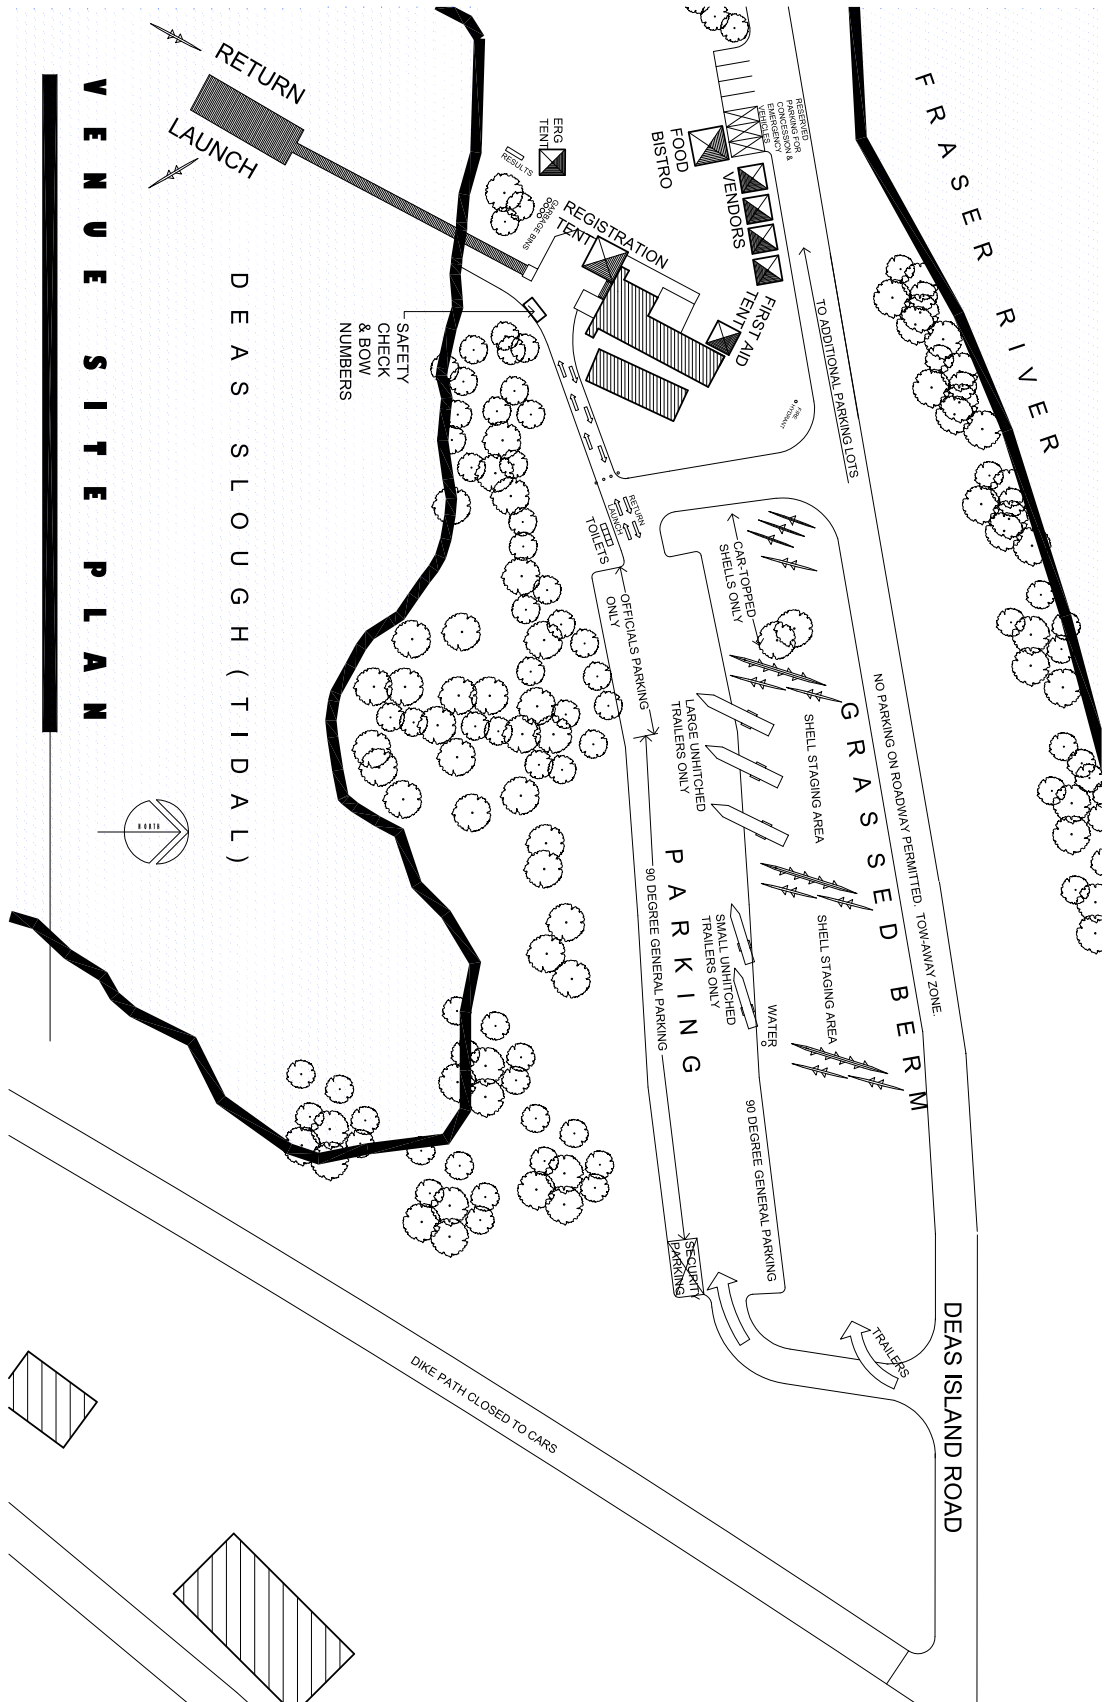 VENUE SITE PLAN
FRASER RIVER
DEAS SLOUGH (TIDAL)
RETURN
LAUNCH
ERG
TENT
RESULTS
GARBAGE BINS
REGISTRATION
TENT
FOOD
BISTRO
VENDORS
RESERVED
PARKING FOR
CONCESSION &
EMERGENCY
VEHICLES
FIRST AID
TENT
FIRE
HYDRANT
TO ADDITIONAL PARKING LOTS
SAFETY
CHECK
& BOW
NUMBERS
RETURN
LAUNCH
TOILETS
OFFICIALS PARKING
ONLY
CAR-TOPPED
SHELLS ONLY
LARGE UNHITCHED
TRAILERS ONLY
SHELL STAGING AREA
GRASSED BERM
NO PARKING ON ROADWAY PERMITTED. TOW-AWAY ZONE.
PARKING
90 DEGREE GENERAL PARKING
SMALL UNHITCHED
TRAILERS ONLY
SHELL STAGING AREA
WATER
90 DEGREE GENERAL PARKING
SECURITY
PARKING
TRAILERS
DEAS ISLAND ROAD
DIKE PATH CLOSED TO CARS
NORTH